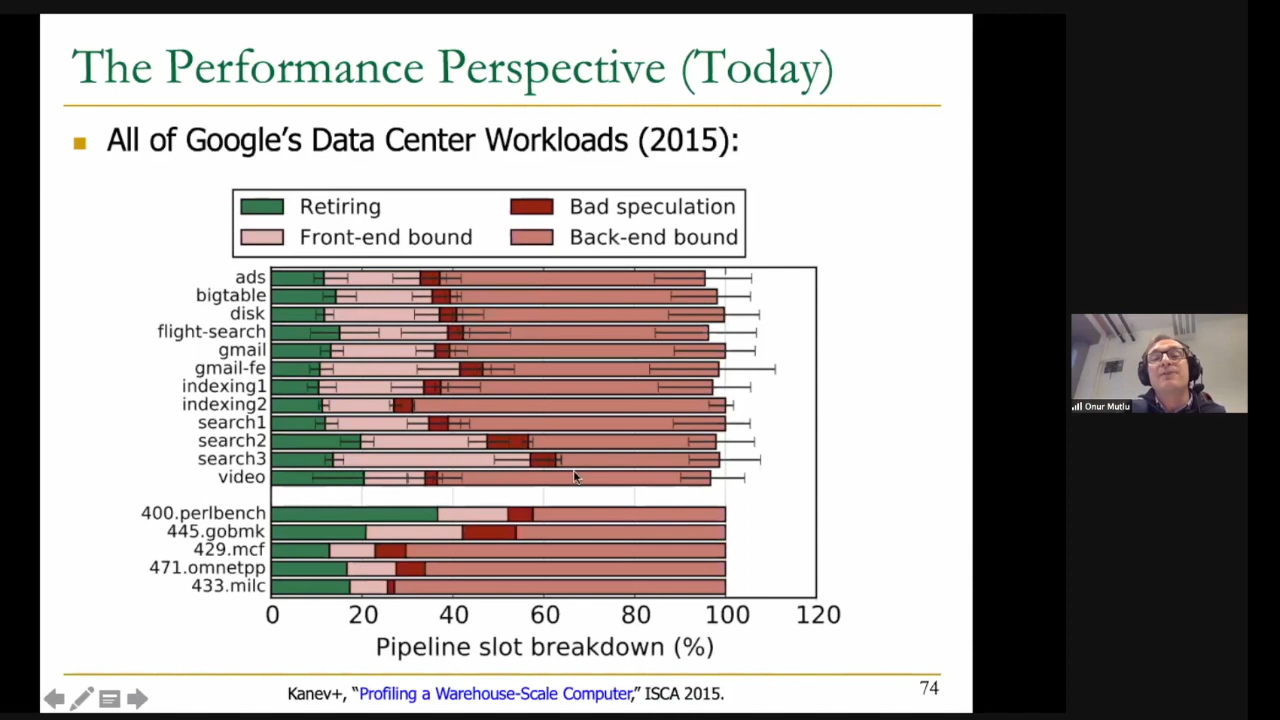 The Performance Perspective (Today)
All of Google's Data Center Workloads (2015):
Retiring
Bad speculation
Front-end bound
Back-end bound
ads
bigtable
disk
flight-search
gmail
gmail-fe
indexing1
indexing2
search1
search2
search3
video
400.perlbench
445.gobmk
429.mcf
471.omnetpp
433.milc
0 20 40 60 80 100 120
Pipeline slot breakdown (%)
Kanev+, “Profiling a Warehouse-Scale Computer,” ISCA 2015.
74
Onur Mutlu